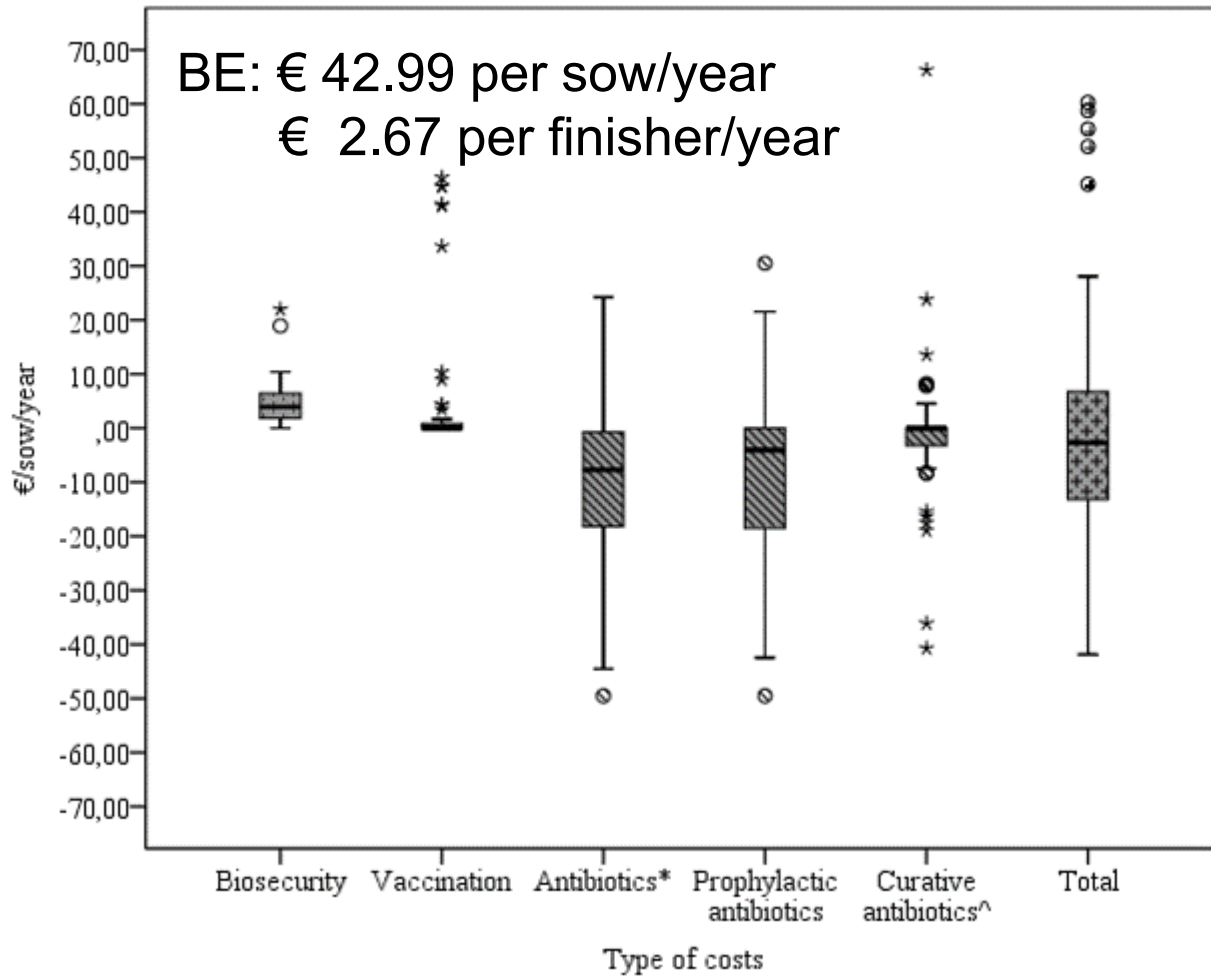 BE: € 42.99 per sow/year
€ 2.67 per finisher/year
70,00
60,00
50,00
40,00
30,00
20,00
10,00
,00
-10,00
-20,00
-30,00
-40,00
-50,00
-60,00
-70,00
€/sow/year
Biosecurity
Vaccination
Antibiotics*
Prophylactic
antibiotics
Curative
antibiotics^
Total
Type of costs